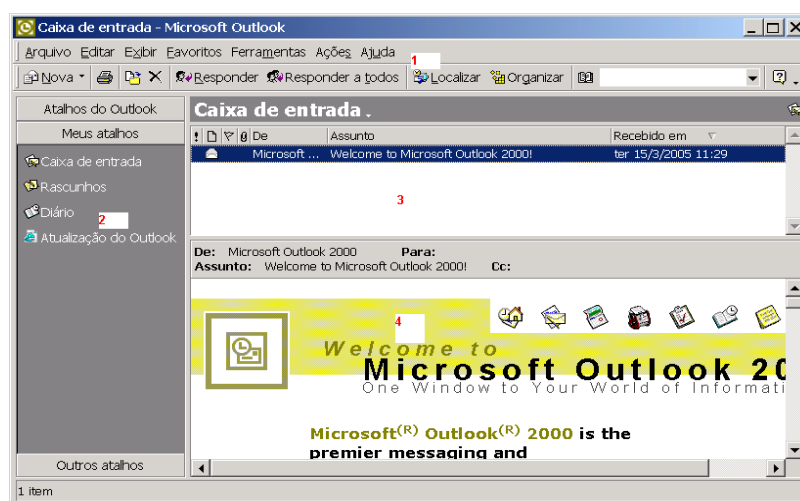 Caixa de entrada - Microsoft Outlook
Arquivo Editar Exibir Favoritos Ferramentas Ações Ajuda
1
Nova Responder Responder a todos Localizar Organizar
Atalhos do Outlook
Caixa de entrada .
Meus atalhos
! De Assunto Recebido em
Caixa de entrada
Microsoft ... Welcome to Microsoft Outlook 2000! ter 15/3/2005 11:29
Rascunhos
3
Diário
2
Atualização do Outlook
De: Microsoft Outlook 2000 Para:
Assunto: Welcome to Microsoft Outlook 2000! Cc:
4
Welcome to
Microsoft Outlook 20
One Window to Your World of Informati
Microsoft(R) Outlook(R) 2000 is the
premier messaging and
Outros atalhos
1 item